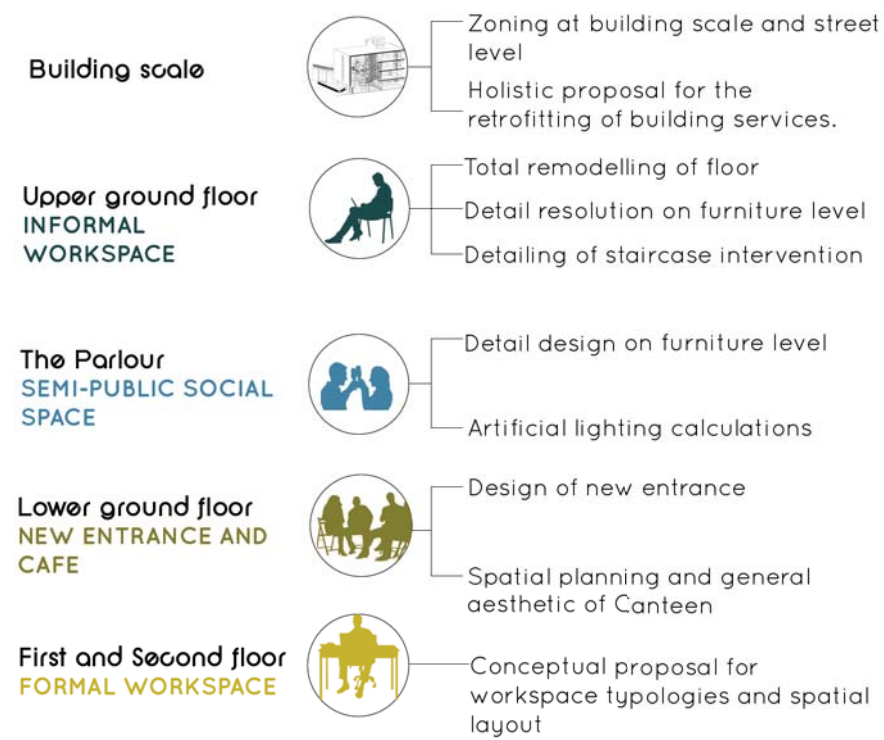 Building scale
Zoning at building scale and street
level
Holistic proposal for the
retrofitting of building services.
Upper ground floor
INFORMAL
WORKSPACE
Total remodelling of floor
Detail resolution on furniture level
Detailing of staircase intervention
The Parlour
SEMI-PUBLIC SOCIAL
SPACE
Detail design on furniture level
Artificial lighting calculations
Lower ground floor
NEW ENTRANCE AND
CAFE
Design of new entrance
Spatial planning and general
aesthetic of Canteen
First and Second floor
FORMAL WORKSPACE
Conceptual proposal for
workspace typologies and spatial
layout